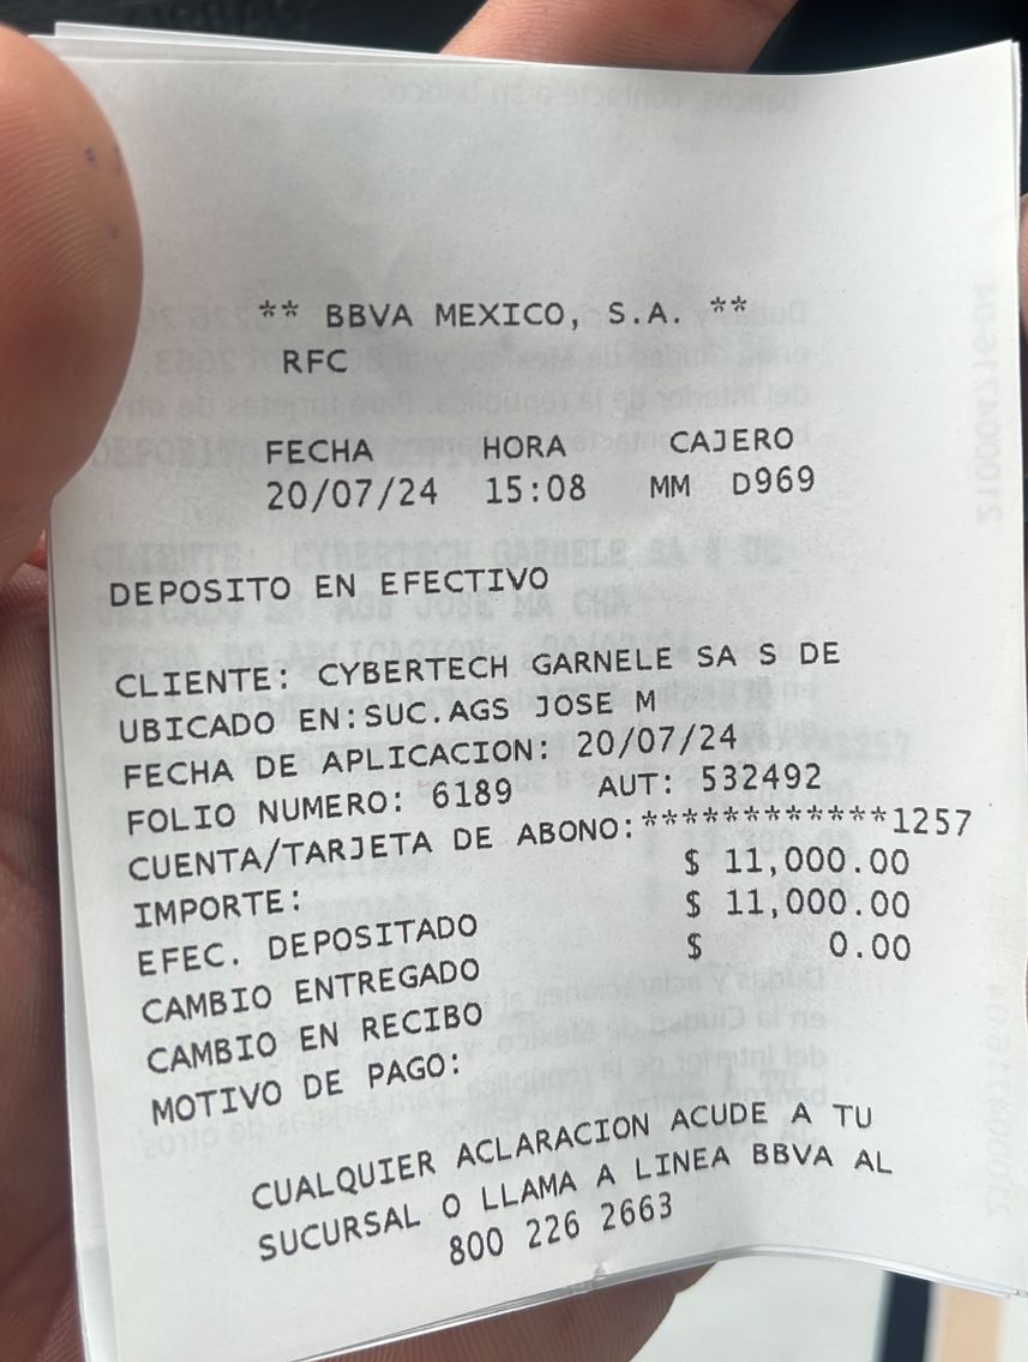 ** BBVA MEXICO, S.A. **
RFC
FECHA HORA CAJERO
20/07/24 15:08 MM D969
DEPOSITO EN EFECTIVO
CLIENTE: CYBERTECH GARNELE SA S DE
UBICADO EN:SUC.AGS JOSE M
FECHA DE APLICACION: 20/07/24
FOLIO NUMERO: 6189 AUT: 532492
CUENTA/TARJETA DE ABONO:************1257
IMPORTE: $ 11,000.00
EFEC. DEPOSITADO $ 11,000.00
CAMBIO ENTREGADO $ 0.00
CAMBIO EN RECIBO
MOTIVO DE PAGO:
CUALQUIER ACLARACION ACUDE A TU
SUCURSAL O LLAMA A LINEA BBVA AL
800 226 2663